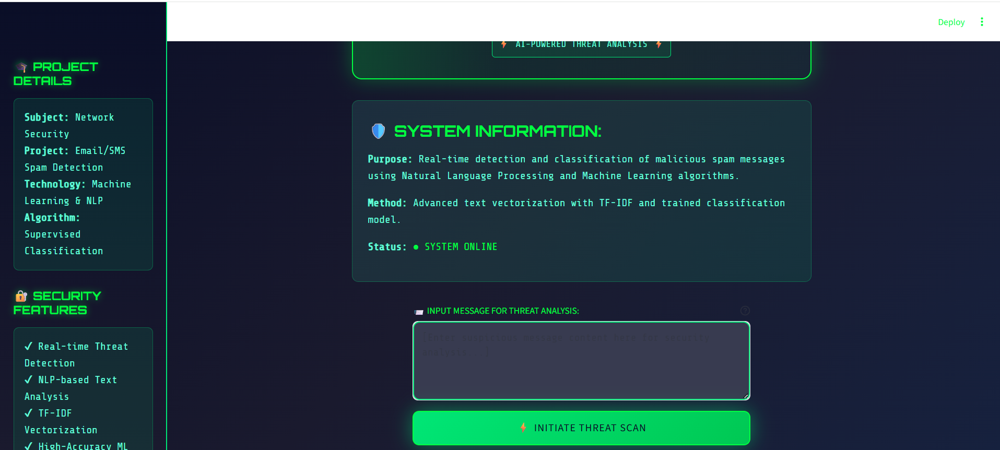 Deploy
PROJECT
DETAILS
Subject: Network
Security
Project: Email/SMS
Spam Detection
Technology: Machine
Learning & NLP
Algorithm:
Supervised
Classification
SECURITY
FEATURES
✓ Real-time Threat
Detection
✓ NLP-based Text
Analysis
✓ TF-IDF
Vectorization
✓ High-Accuracy ML
⚡ AI-POWERED THREAT ANALYSIS ⚡
SYSTEM INFORMATION:
Purpose: Real-time detection and classification of malicious spam messages
using Natural Language Processing and Machine Learning algorithms.
Method: Advanced text vectorization with TF-IDF and trained classification
model.
Status: ● SYSTEM ONLINE
INPUT MESSAGE FOR THREAT ANALYSIS:
[Enter suspicious message content here for security
analysis...]
⚡ INITIATE THREAT SCAN